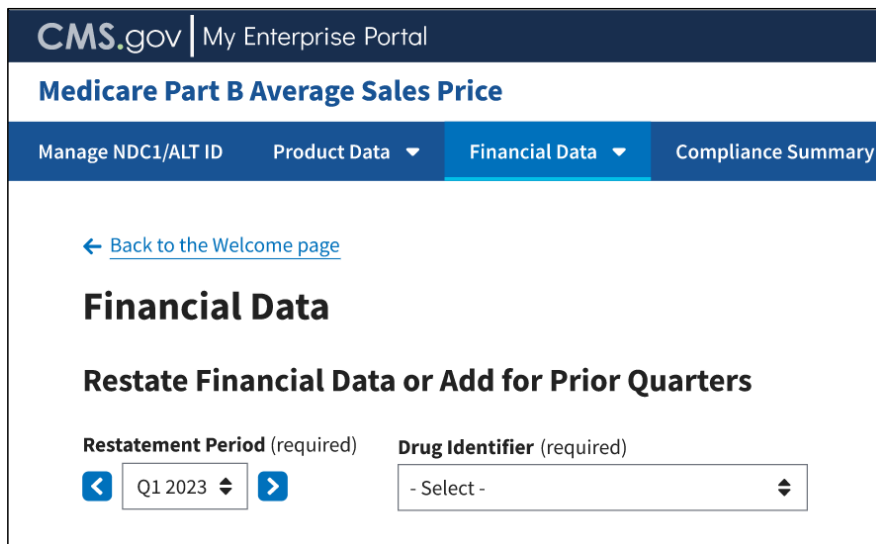 CMS.gov | My Enterprise Portal
Medicare Part B Average Sales Price
Manage NDC1/ALT ID Product Data Financial Data Compliance Summary
Back to the Welcome page
Financial Data
Restate Financial Data or Add for Prior Quarters
Restatement Period (required) Drug Identifier (required)
Q1 2023 - Select -